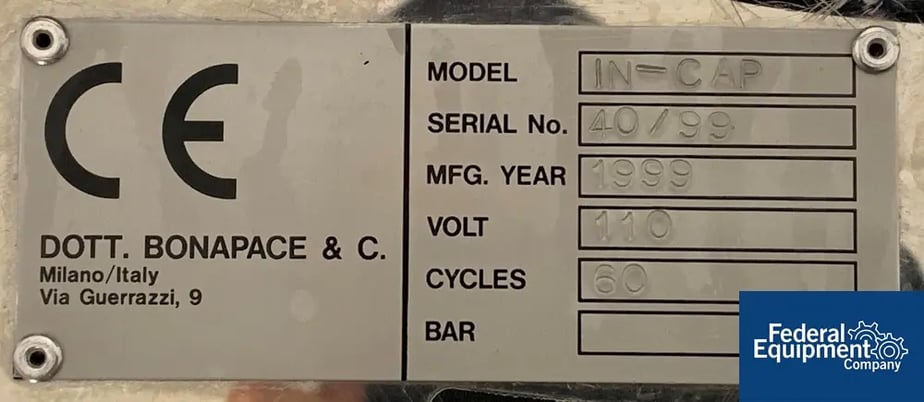 CE
DOTT. BONAPACE & C.
Milano/Italy
Via Guerrazzi, 9
MODEL IN-CAP
SERIAL No. 40/99
MFG. YEAR 1999
VOLT 110
CYCLES 60
BAR
Federal
Equipment
Company